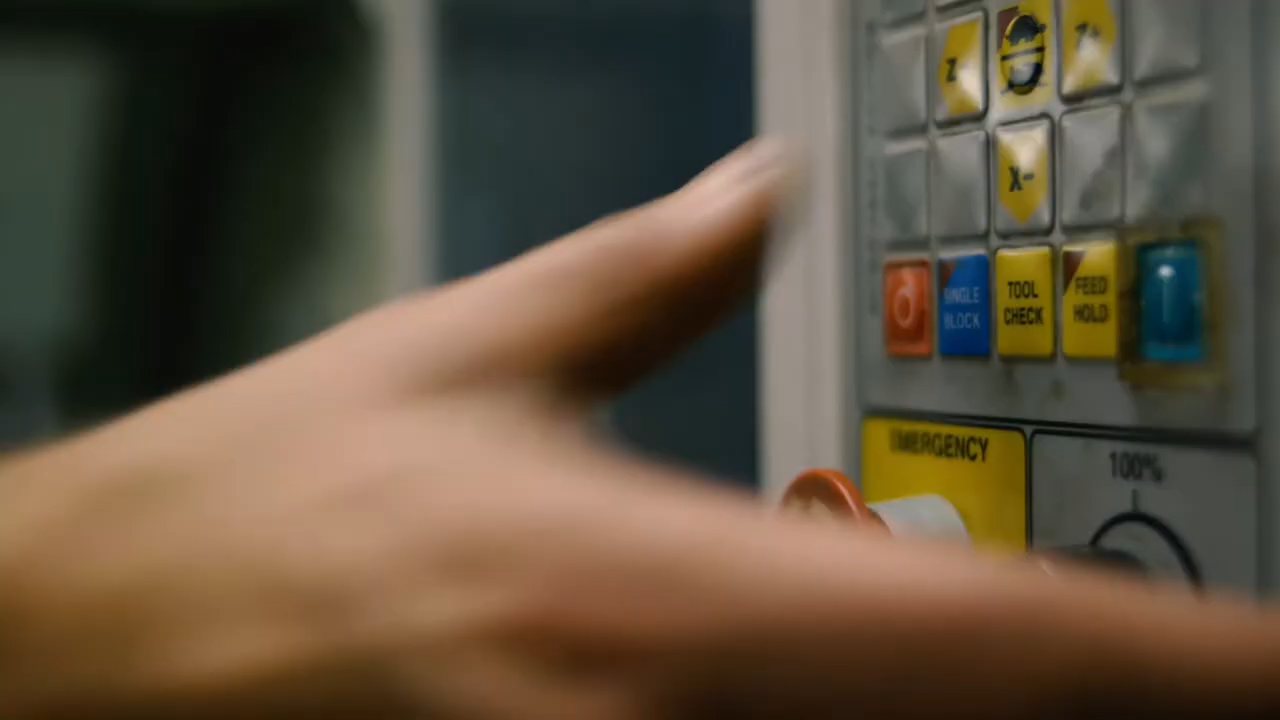 Z
Z+
X-
SINGLE
BLOCK
TOOL
CHECK
FEED
HOLD
EMERGENCY
100%